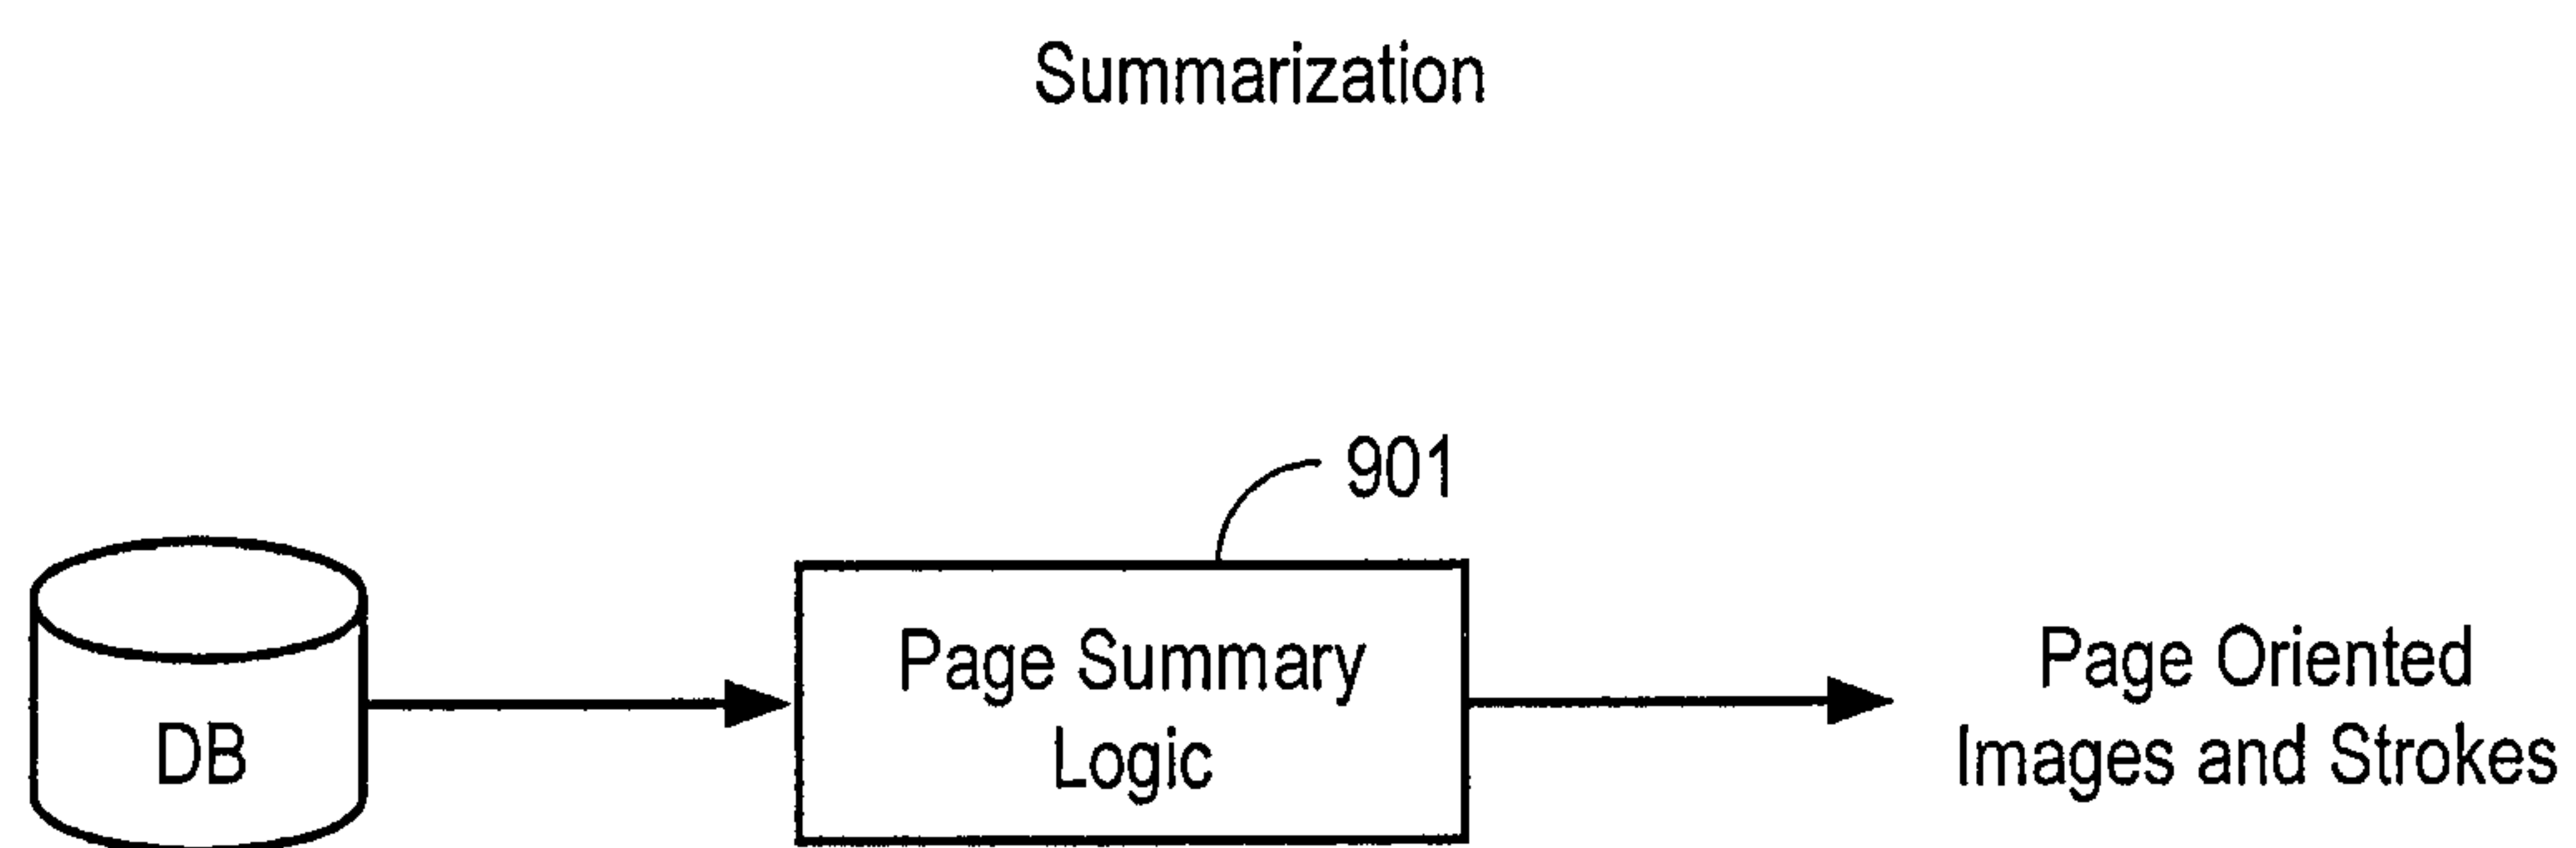 Summarization
901
DB
Page Summary
Logic
Page Oriented
Images and Strokes